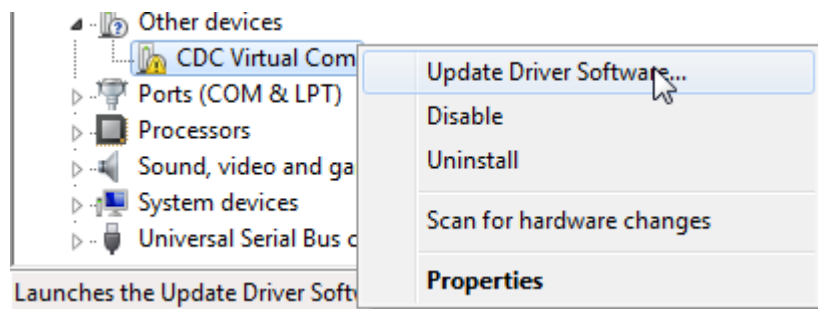 Other devices
CDC Virtual Com
Ports (COM & LPT)
Processors
Sound, video and ga
System devices
Universal Serial Bus c
Launches the Update Driver Soft
Update Driver Software...
Disable
Uninstall
Scan for hardware changes
Properties